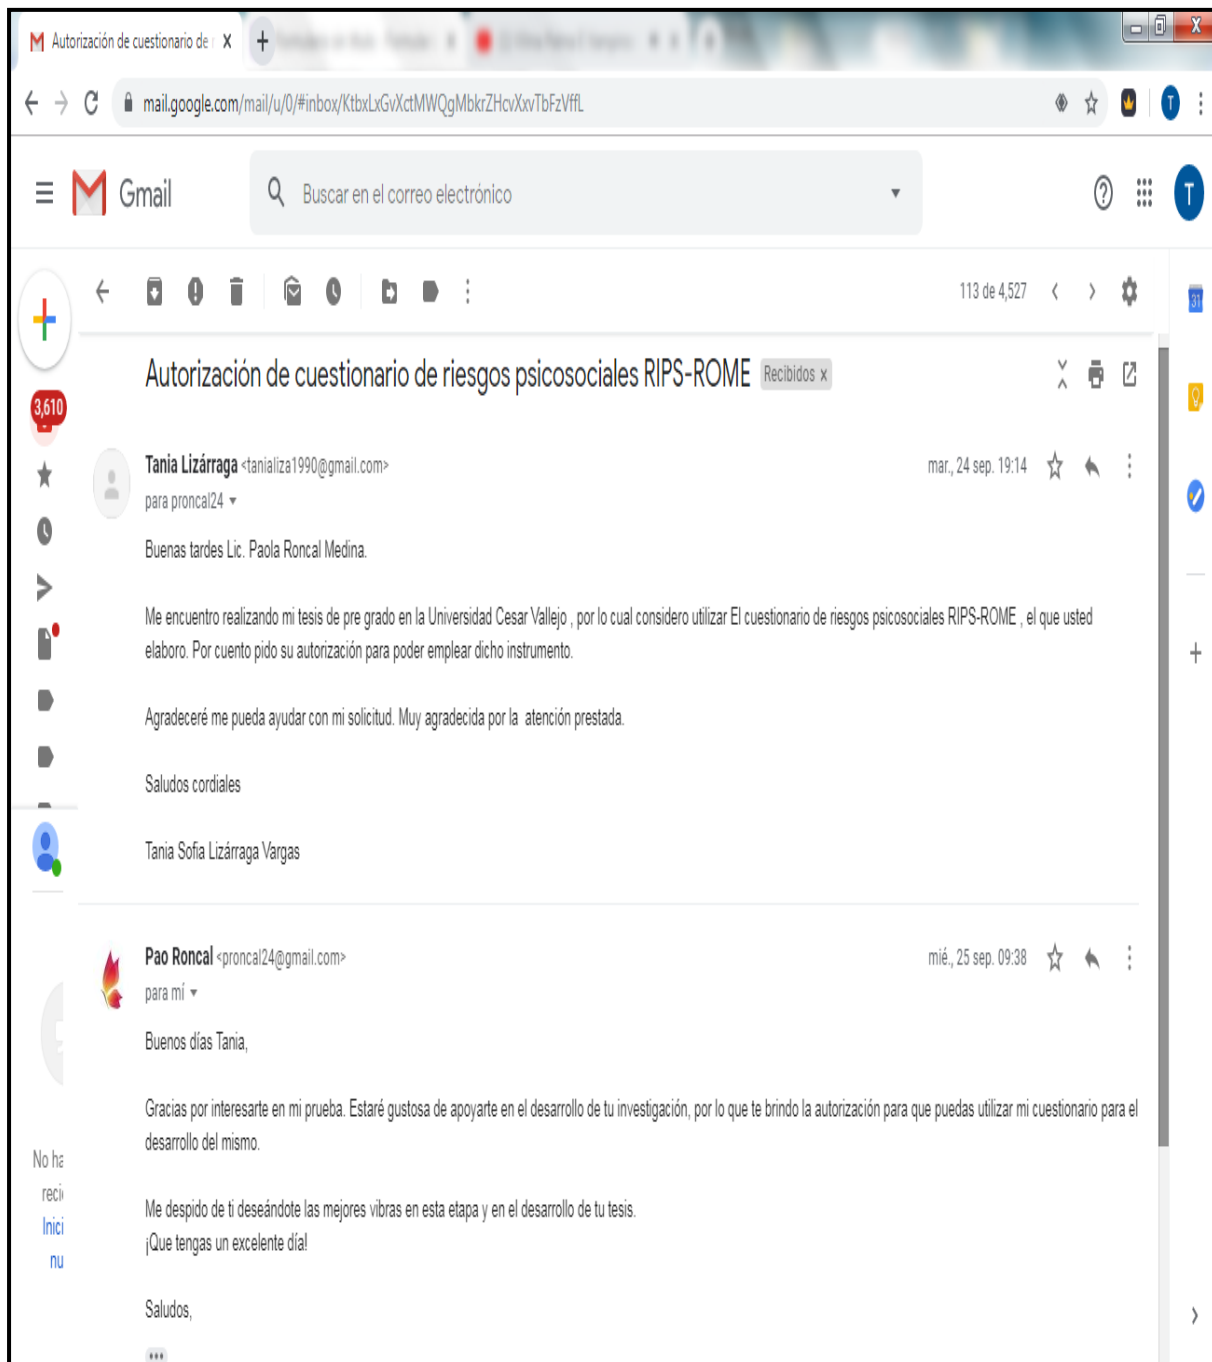 Autorización de cuestionario de r
mail.google.com/mail/u/0/#inbox/KtbxLxGvXctMWQgMbkrZHcvXxvTbFzVffL
T
Gmail
Buscar en el correo electrónico
T
113 de 4,527
31
Autorización de cuestionario de riesgos psicosociales RIPS-ROME Recibidos x
3,610
Tania Lizárraga <tanializa1990@gmail.com>
mar., 24 sep. 19:14
para proncal24
Buenas tardes Lic. Paola Roncal Medina.
Me encuentro realizando mi tesis de pre grado en la Universidad Cesar Vallejo , por lo cual considero utilizar El cuestionario de riesgos psicosociales RIPS-ROME , el que usted
elaboro. Por cuento pido su autorización para poder emplear dicho instrumento.
Agradeceré me pueda ayudar con mi solicitud. Muy agradecida por la atención prestada.
Saludos cordiales
Tania Sofia Lizárraga Vargas
Pao Roncal <proncal24@gmail.com>
mié., 25 sep. 09:38
para mí
Buenos días Tania,
Gracias por interesarte en mi prueba. Estaré gustosa de apoyarte en el desarrollo de tu investigación, por lo que te brindo la autorización para que puedas utilizar mi cuestionario para el
desarrollo del mismo.
Me despido de ti deseándote las mejores vibras en esta etapa y en el desarrollo de tu tesis.
¡Que tengas un excelente día!
Saludos,
No ha
reci
Inici
nu